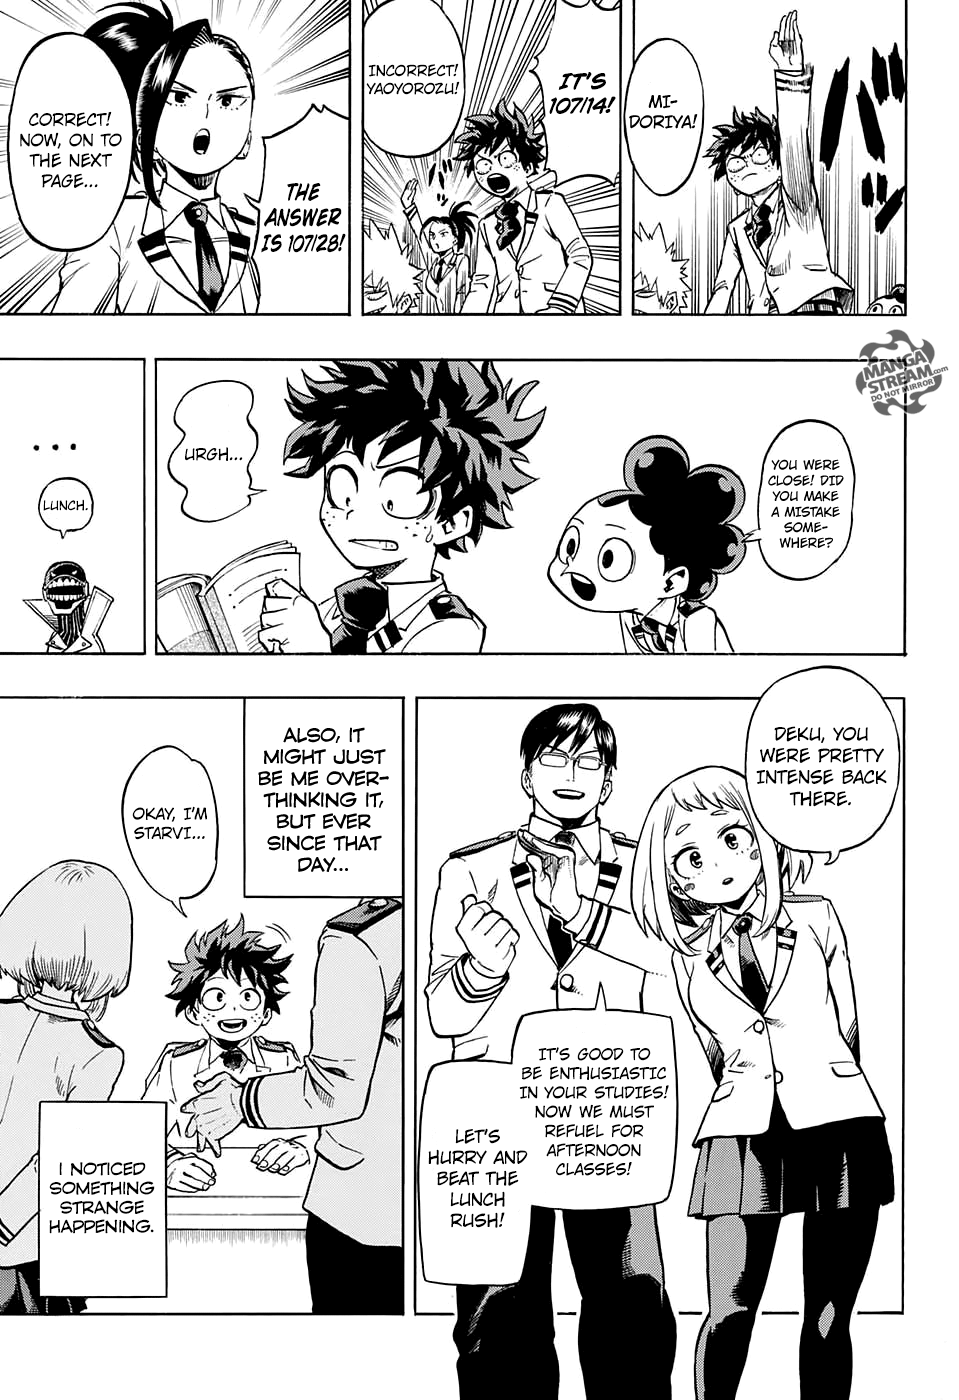 MI-
DORIYA!
IT'S
107/14!
INCORRECT!
YAOYOROZU!
THE
ANSWER
IS 107/28!
CORRECT!
NOW, ON TO
THE NEXT
PAGE...
MANGA
STREAM.com
DO NOT MIRROR
YOU WERE
CLOSE! DID
YOU MAKE
A MISTAKE
SOME-
WHERE?
URGH...
...
LUNCH.
DEKU, YOU
WERE PRETTY
INTENSE BACK
THERE.
IT'S GOOD TO
BE ENTHUSIASTIC
IN YOUR STUDIES!
NOW WE MUST
REFUEL FOR
AFTERNOON
CLASSES!
LET'S
HURRY AND
BEAT THE
LUNCH
RUSH!
ALSO, IT
MIGHT JUST
BE ME OVER-
THINKING IT,
BUT EVER
SINCE THAT
DAY...
OKAY, I'M
STARVI...
I NOTICED
SOMETHING
STRANGE
HAPPENING.